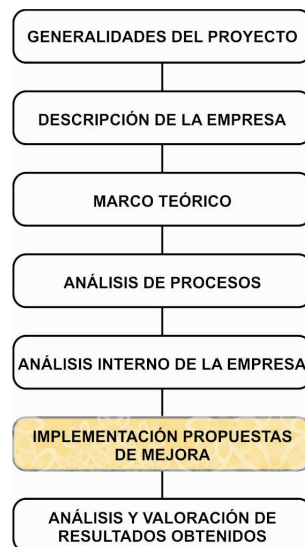 GENERALIDADES DEL PROYECTO
DESCRIPCIÓN DE LA EMPRESA
MARCO TEÓRICO
ANÁLISIS DE PROCESOS
ANÁLISIS INTERNO DE LA EMPRESA
IMPLEMENTACIÓN PROPUESTAS
DE MEJORA
ANÁLISIS Y VALORACIÓN DE
RESULTADOS OBTENIDOS